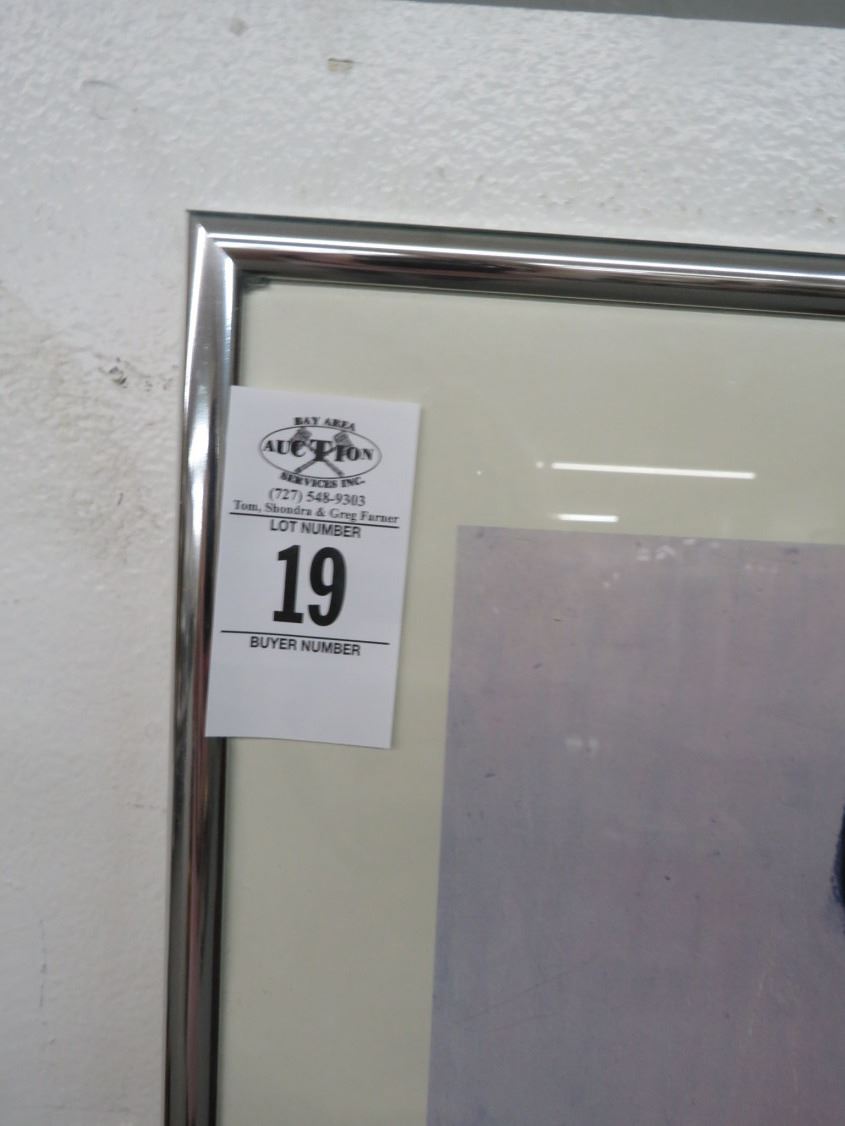 BAY AREA
AUCTION
SERVICES INC.
(727) 548-9303
Tom, Shondra & Greg Farner
LOT NUMBER
19
BUYER NUMBER